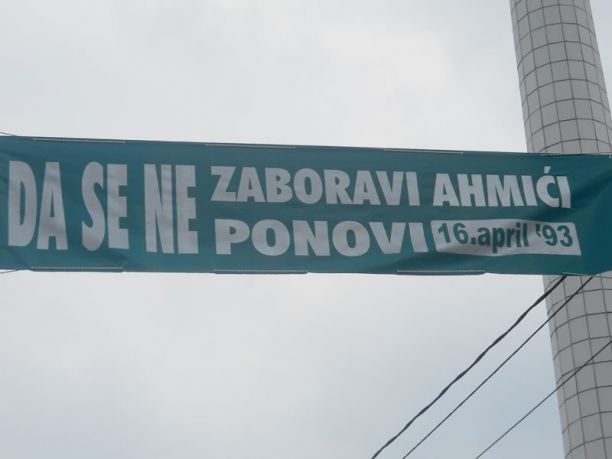 DA SE NE ZABORAVI AHMIĆI
PONOVI 16.april '93